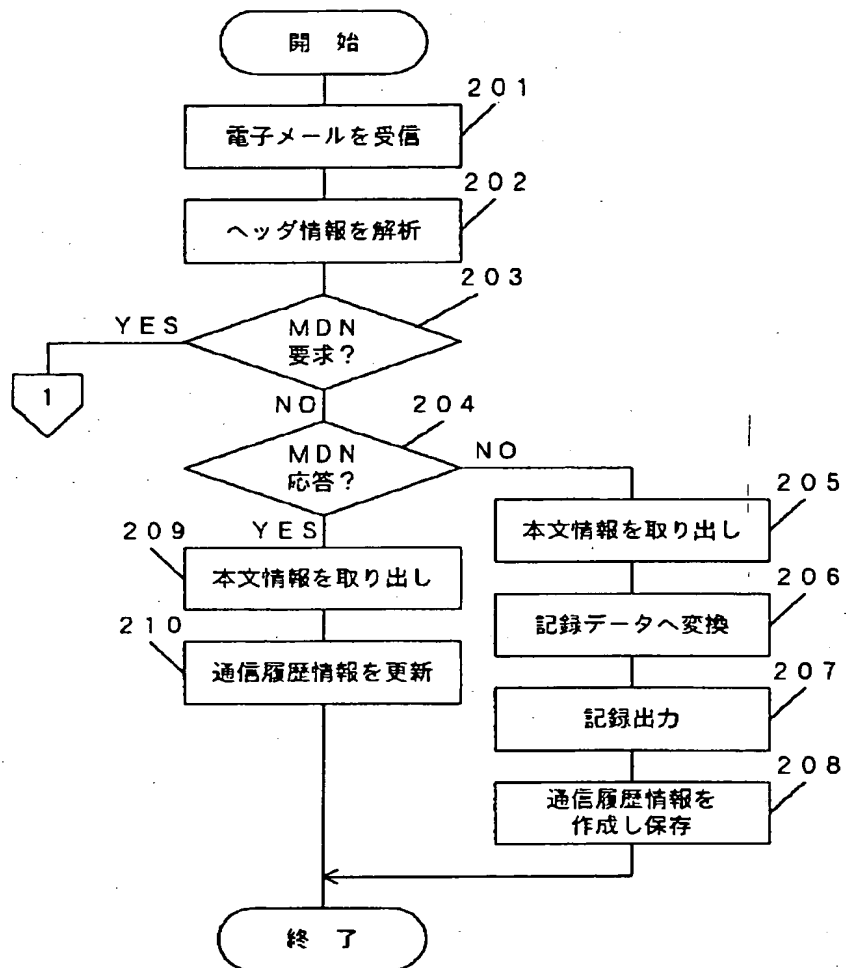 開 始
201
電子メールを受信
202
ヘッダ情報を解析
203
YES
MDN
要求?
1
NO
204
MDN
応答?
NO
YES
205
本文情報を取り出し
206
記録データへ変換
207
記録出力
208
通信履歴情報を
作成し保存
209
本文情報を取り出し
210
通信履歴情報を更新
終 了